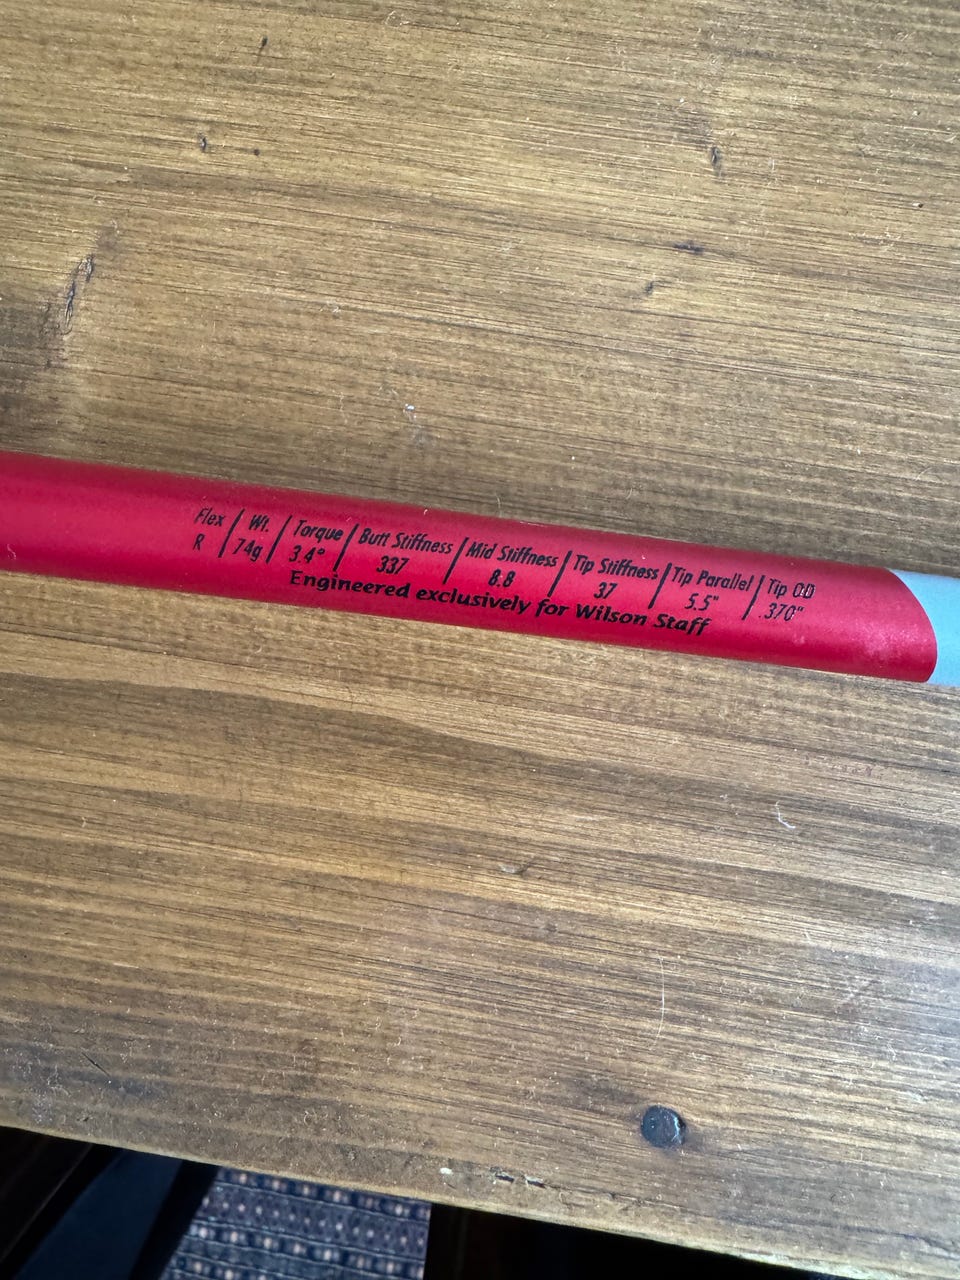 Flex / Wt. / Torque / Butt Stiffness / Mid Stiffness / Tip Stiffness / Tip Parallel / Tip OD
R / 74g / 3.4° / 337 / 8.8 / 37 / 5.5" / .370"
Engineered exclusively for Wilson Staff